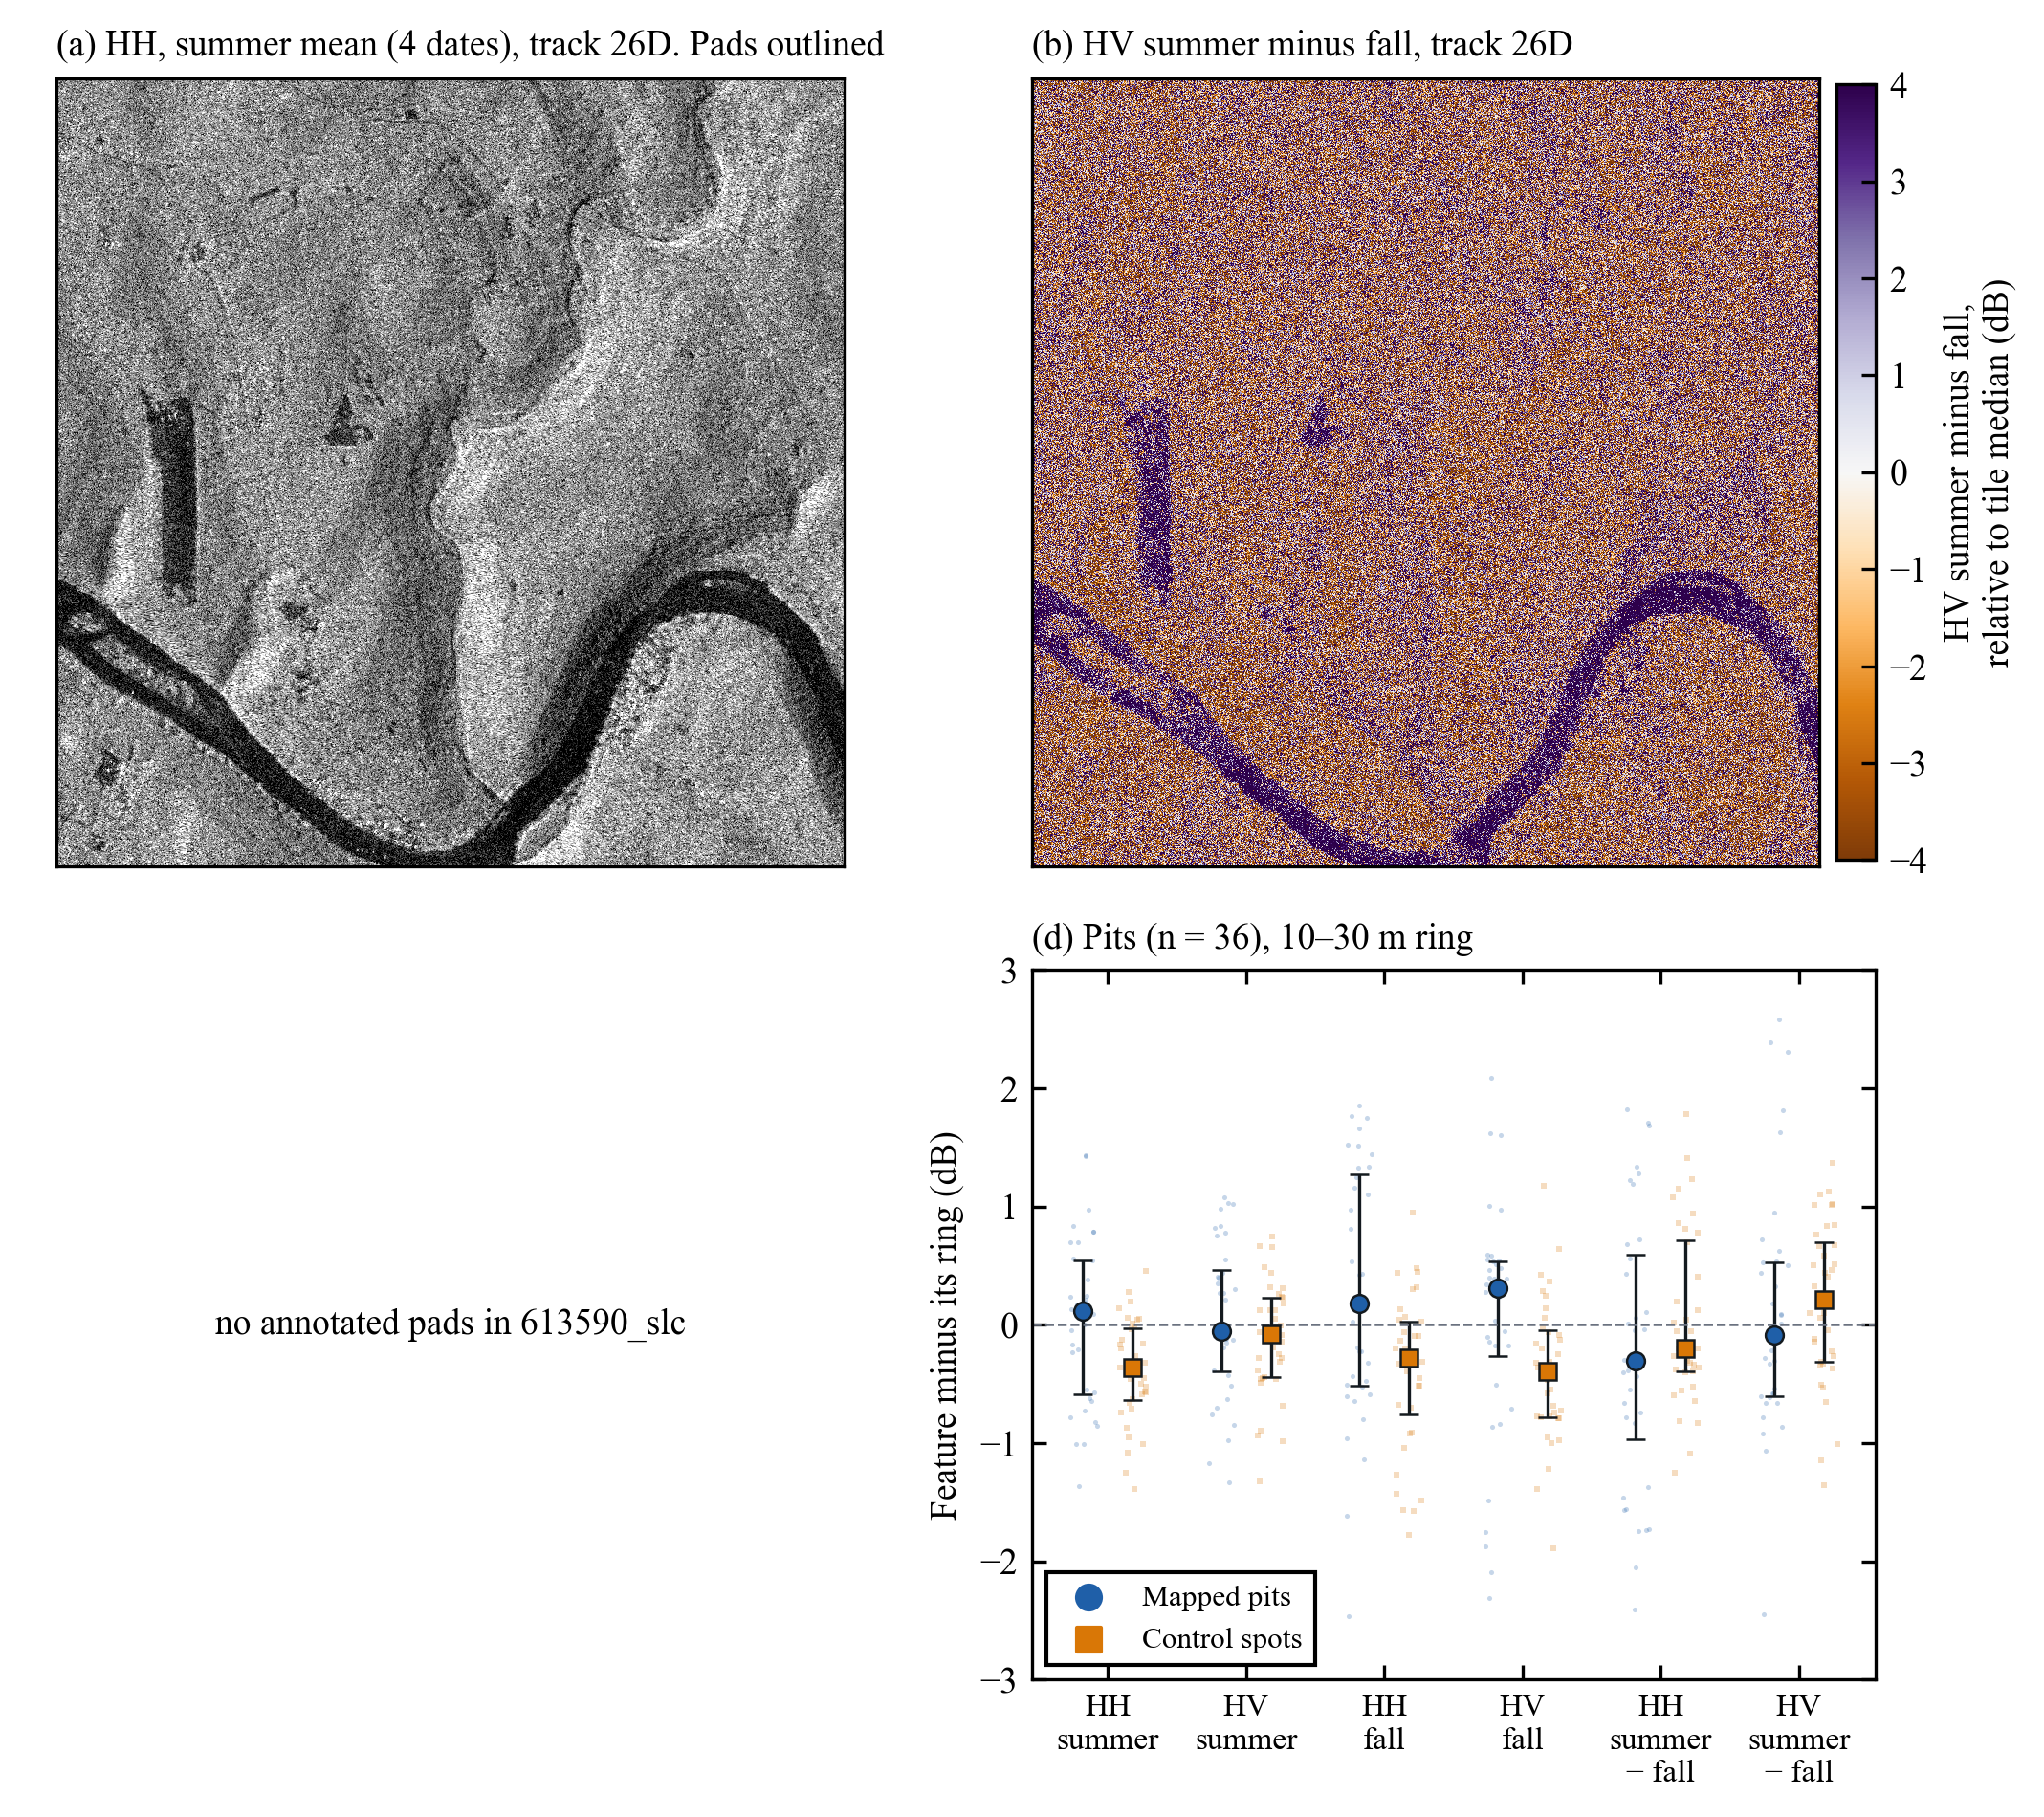 (a) HH, summer mean (4 dates), track 26D. Pads outlined
(b) HV summer minus fall, track 26D
4
3
2
1
0
−1
−2
−3
−4
HV summer minus fall,
relative to tile median (dB)
no annotated pads in 613590_slc
(d) Pits (n = 36), 10–30 m ring
Feature minus its ring (dB)
3
2
1
0
−1
−2
−3
Mapped pits
Control spots
HH
summer
HV
summer
HH
fall
HV
fall
HH
summer
− fall
HV
summer
− fall